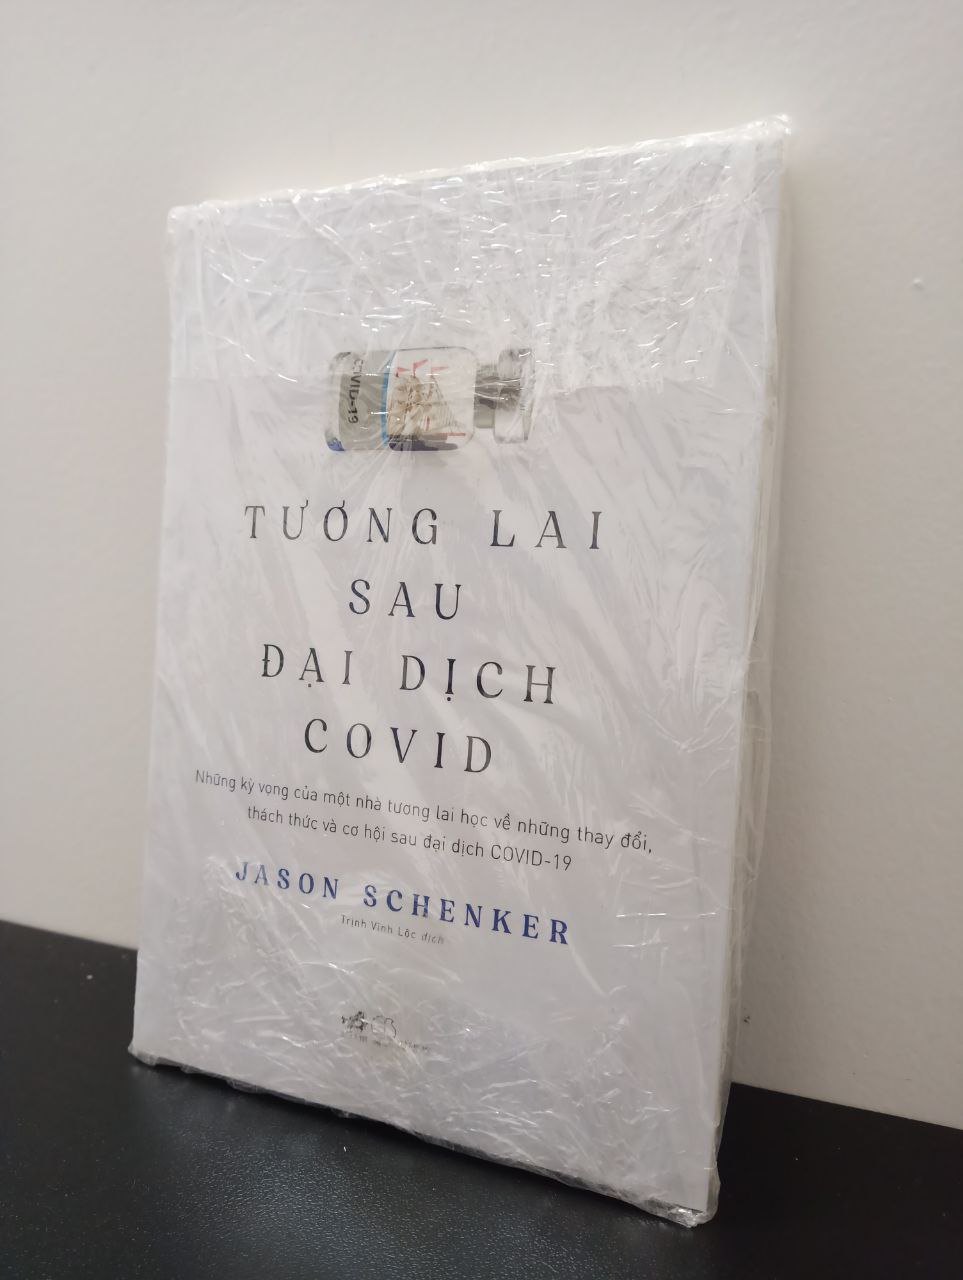 COVID-19
TƯƠNG LAI
SAU
ĐẠI DỊCH
COVID
Những kỳ vọng của một nhà tương lai học về những thay đổi,
thách thức và cơ hội sau đại dịch COVID-19
JASON SCHENKER
Trịnh Vinh Lộc dịch